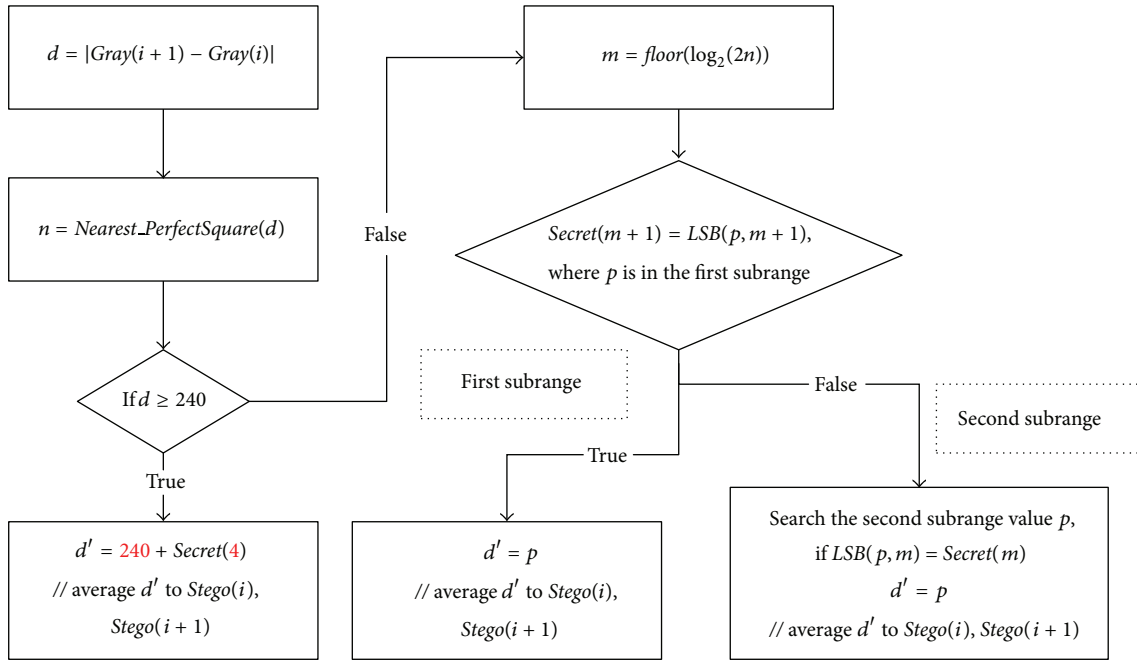 d = |Gray(i + 1) − Gray(i)|
n = Nearest_PerfectSquare(d)
If d ≥ 240
True
d′ = 240 + Secret(4)
// average d′ to Stego(i),
Stego(i + 1)
False
m = floor(log₂(2n))
Secret(m + 1) = LSB(p, m + 1),
where p is in the first subrange
First subrange
True
d′ = p
// average d′ to Stego(i),
Stego(i + 1)
False
Second subrange
Search the second subrange value p,
if LSB(p, m) = Secret(m)
d′ = p
// average d′ to Stego(i), Stego(i + 1)